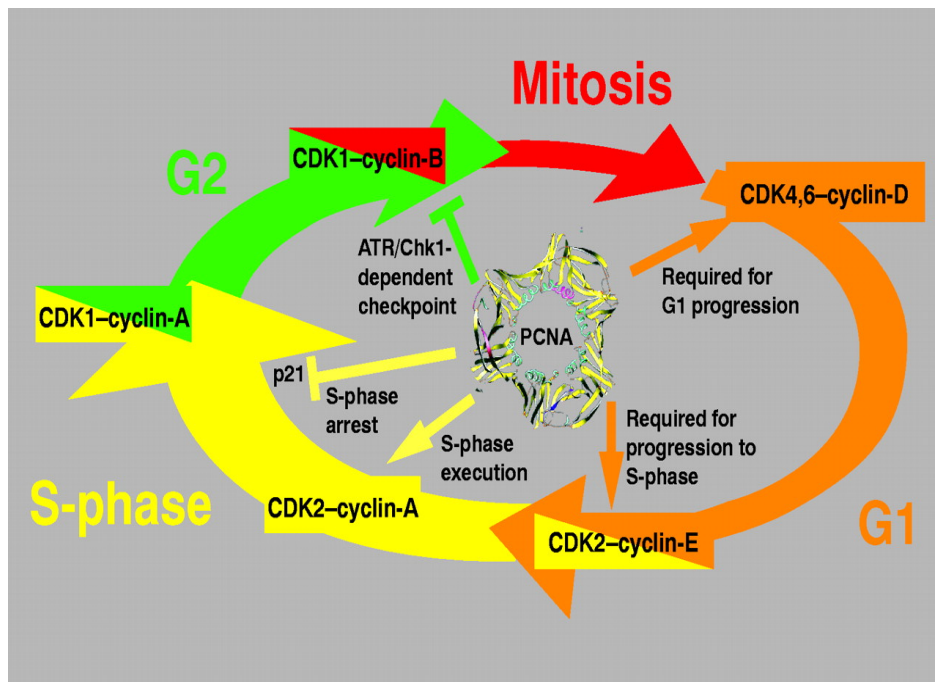 Mitosis
G2
CDK1–cyclin-B
CDK4,6–cyclin-D
ATR/Chk1-
dependent
checkpoint
Required for
G1 progression
CDK1–cyclin-A
PCNA
p21
S-phase
arrest
S-phase
execution
Required for
progression to
S-phase
S-phase
CDK2–cyclin-A
CDK2–cyclin-E
G1